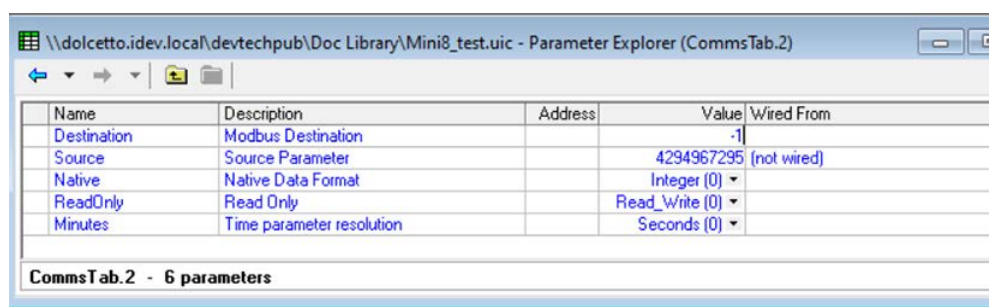 \\dolcetto.idev.local\devtechpub\Doc Library\Mini8_test.uic - Parameter Explorer (CommsTab.2)
Name Description Address Value Wired From
Destination Modbus Destination -1
Source Source Parameter 4294967295 (not wired)
Native Native Data Format Integer (0)
ReadOnly Read Only Read_Write (0)
Minutes Time parameter resolution Seconds (0)
CommsTab.2 - 6 parameters